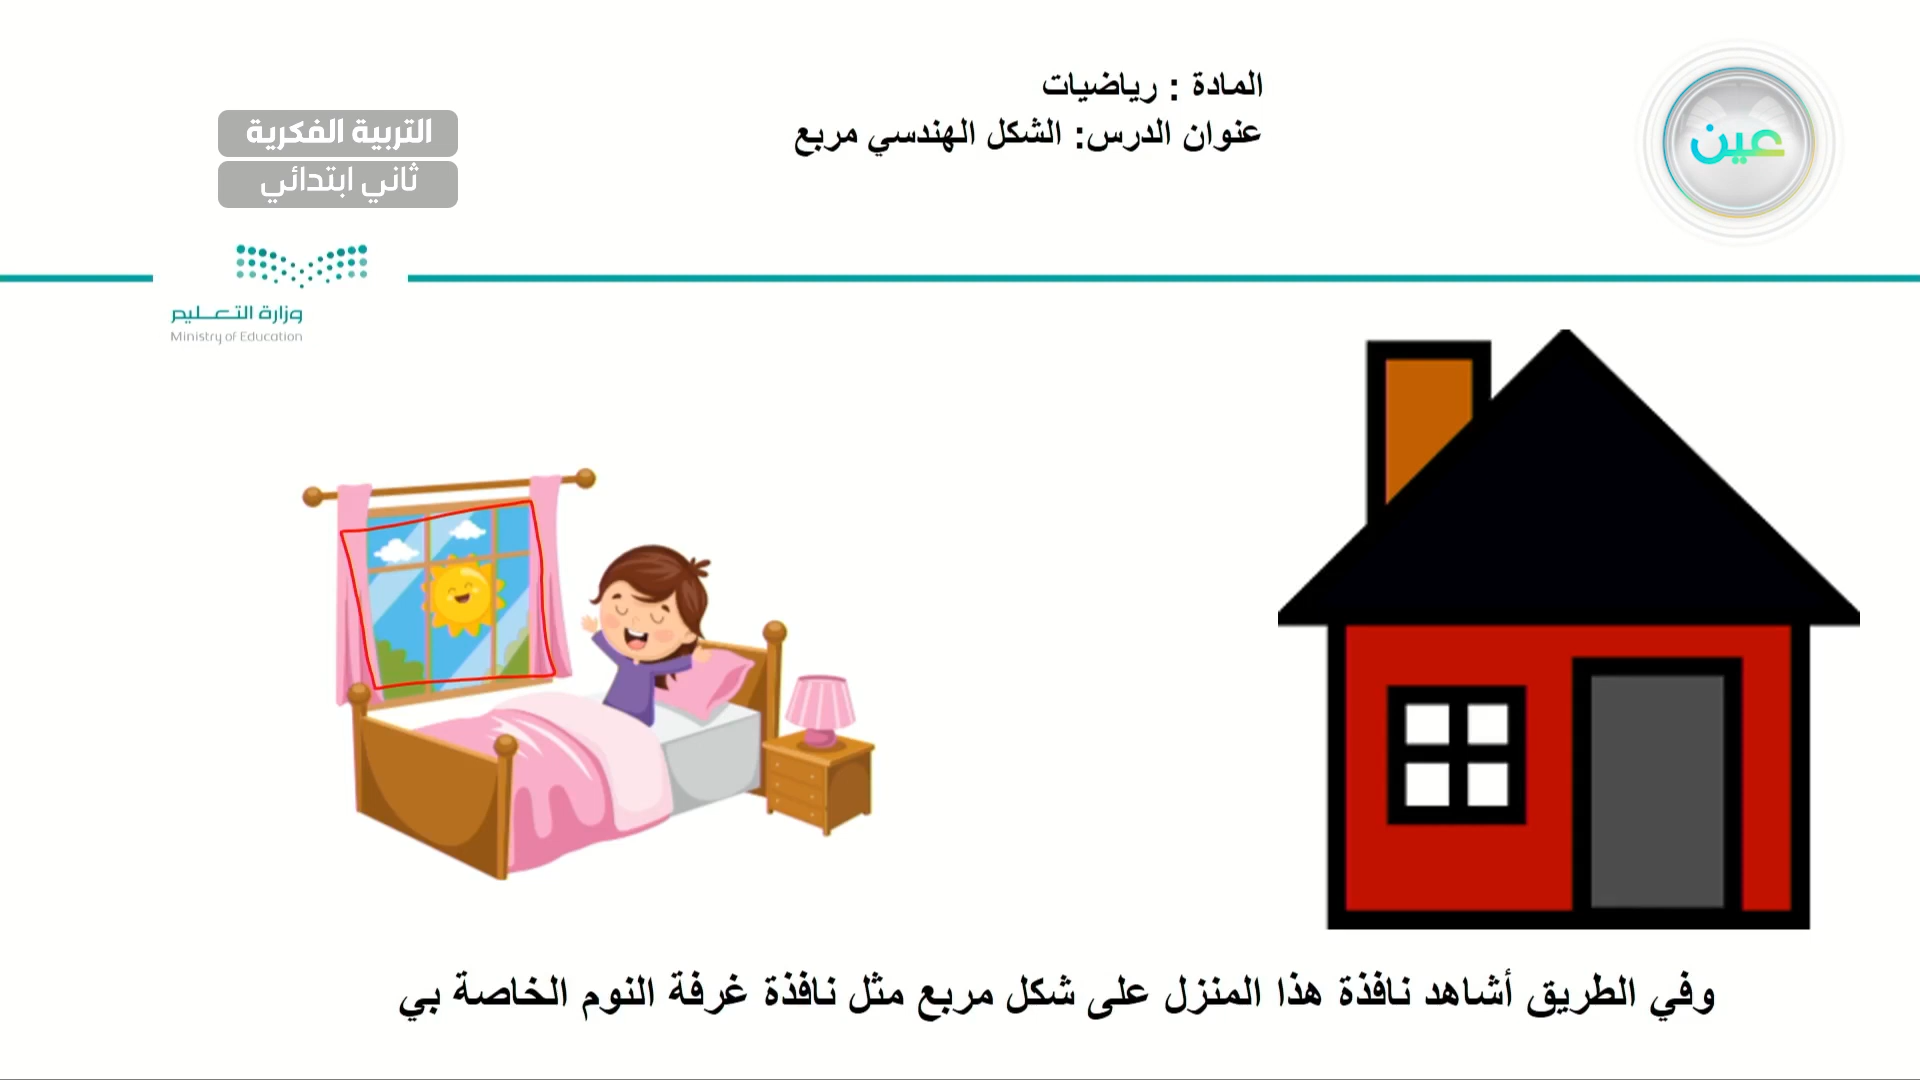 المادة : رياضيات
عنوان الدرس: الشكل الهندسي مربع
عين
التربية الفكرية
ثاني ابتدائي
وزارة التعليم
Ministry of Education
وفي الطريق أشاهد نافذة هذا المنزل على شكل مربع مثل نافذة غرفة النوم الخاصة بي